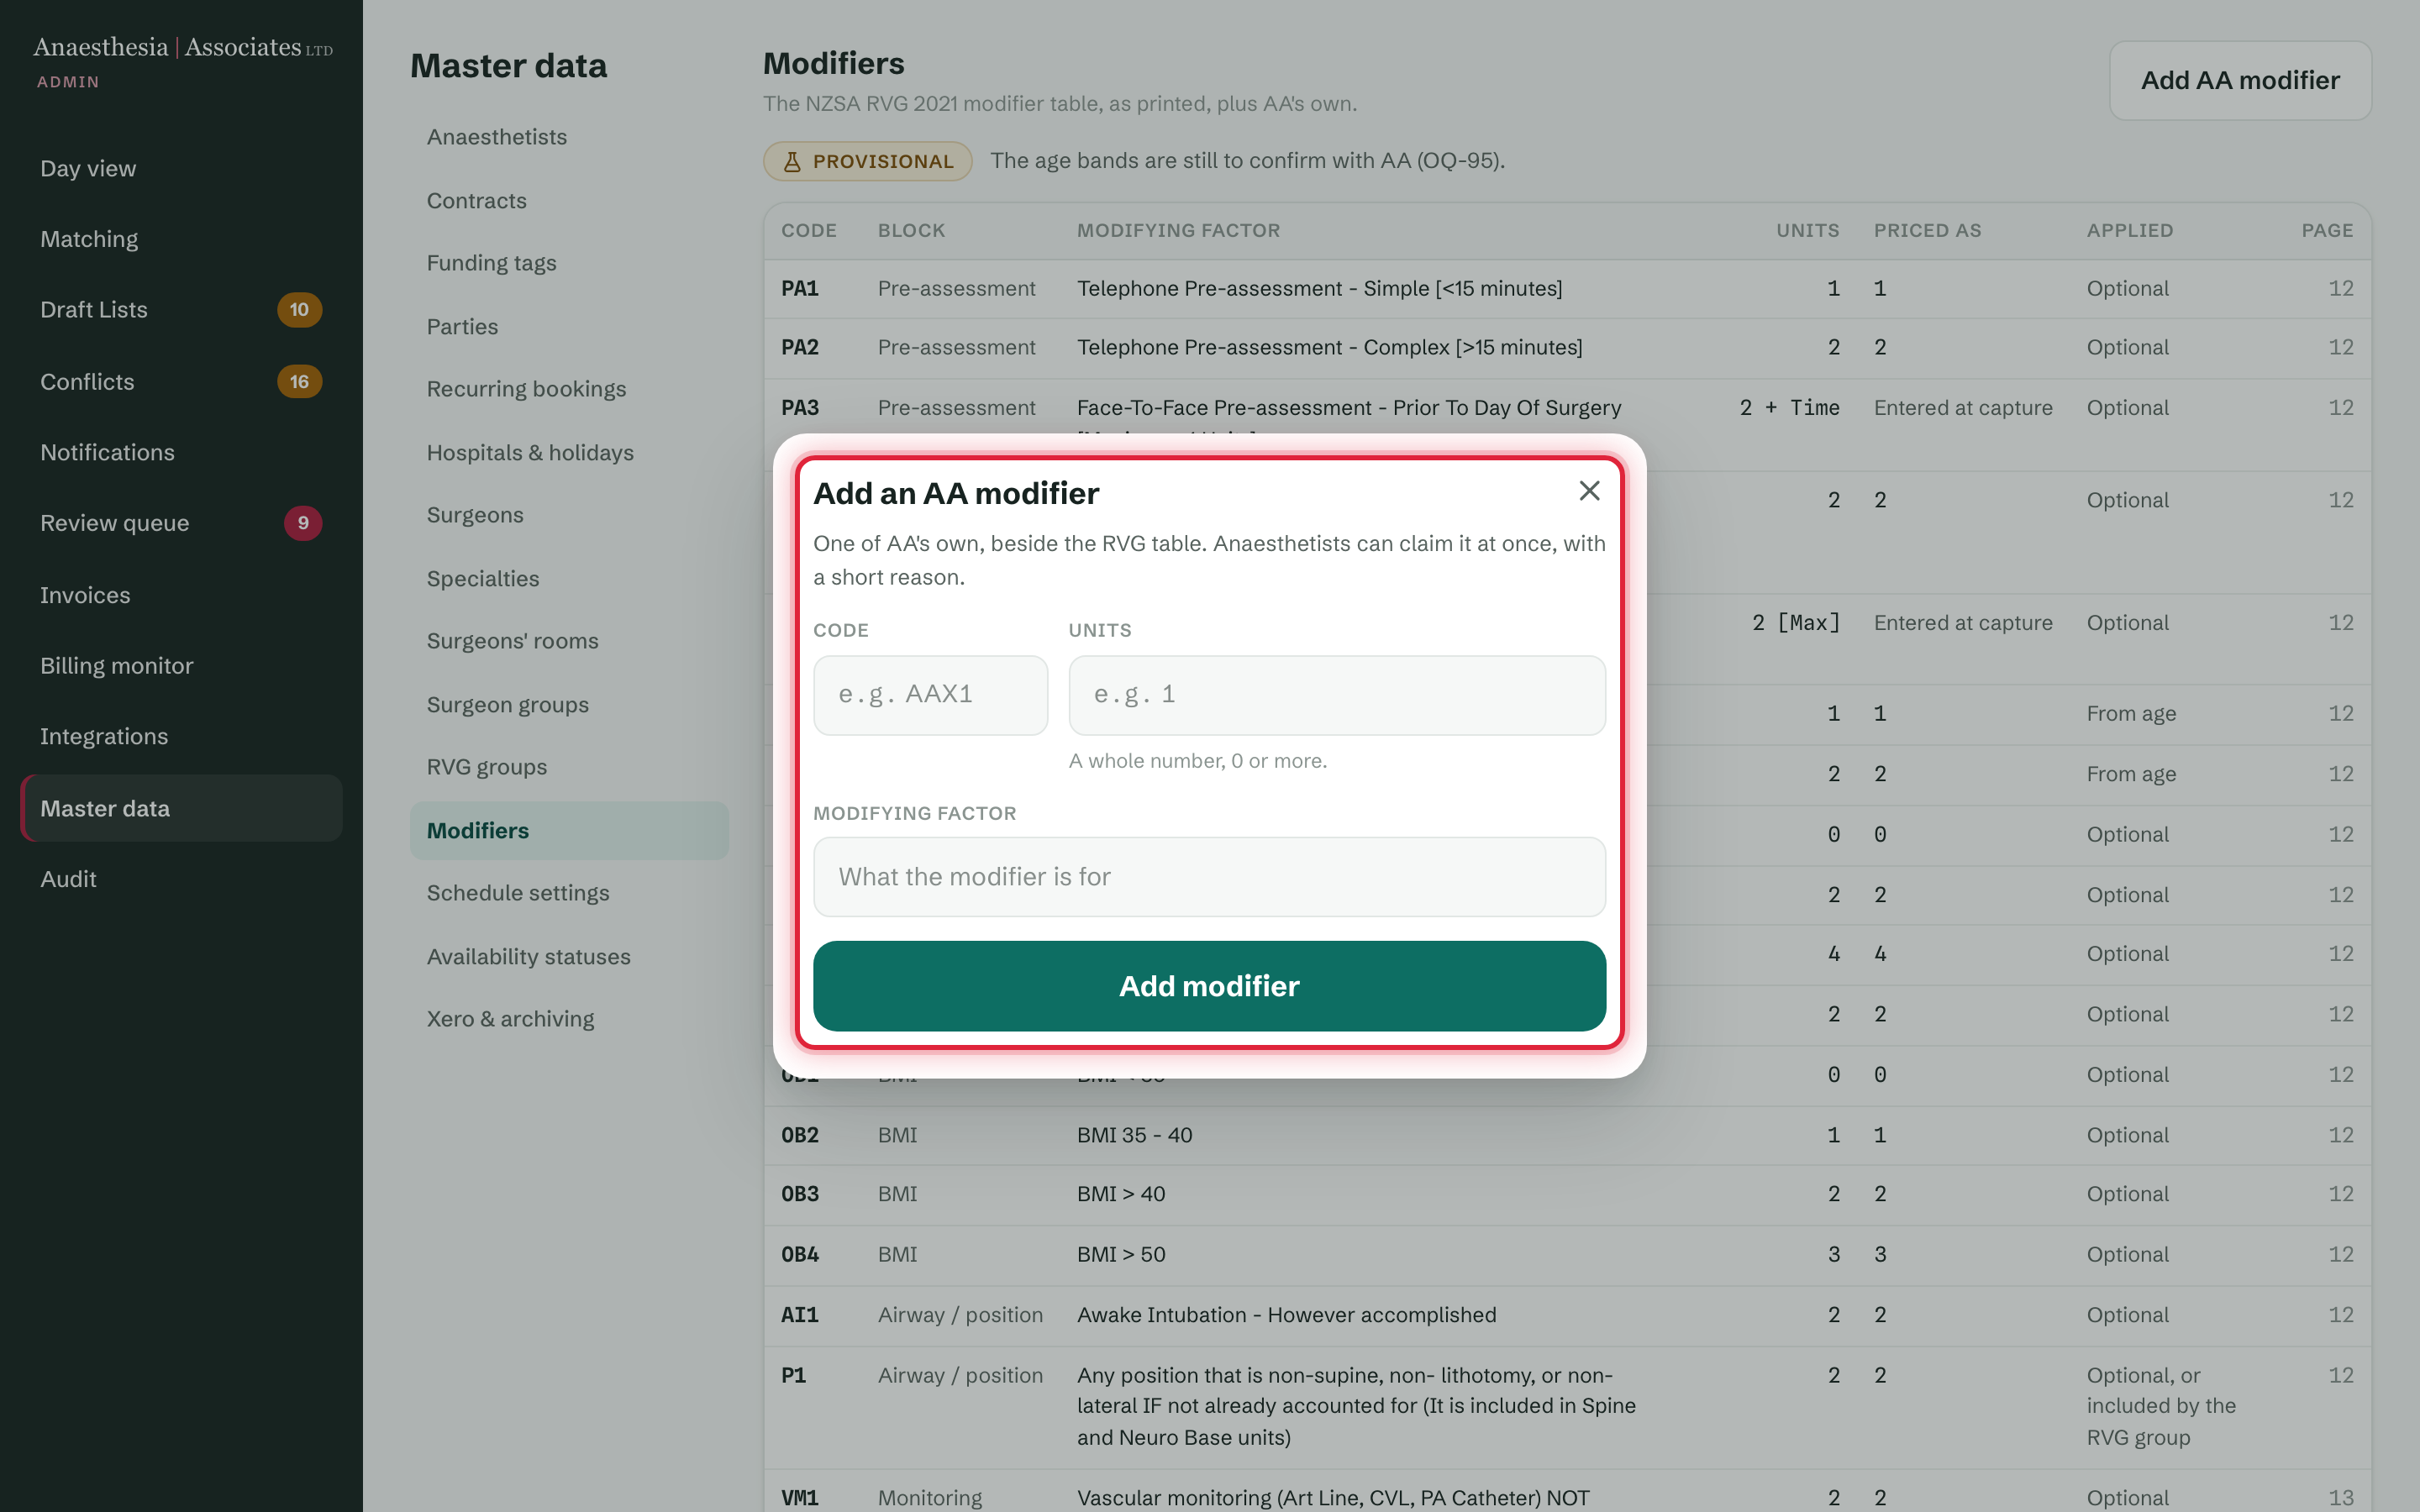 Anaesthesia | Associates LTD
ADMIN
Day view
Matching
Draft Lists 10
Conflicts 16
Notifications
Review queue 9
Invoices
Billing monitor
Integrations
Master data
Audit
Master data
Anaesthetists
Contracts
Funding tags
Parties
Recurring bookings
Hospitals & holidays
Surgeons
Specialties
Surgeons' rooms
Surgeon groups
RVG groups
Modifiers
Schedule settings
Availability statuses
Xero & archiving
Modifiers
The NZSA RVG 2021 modifier table, as printed, plus AA's own.
Add AA modifier
PROVISIONAL The age bands are still to confirm with AA (OQ-95).
CODE BLOCK MODIFYING FACTOR UNITS PRICED AS APPLIED PAGE
PA1 Pre-assessment Telephone Pre-assessment - Simple [<15 minutes] 1 1 Optional 12
PA2 Pre-assessment Telephone Pre-assessment - Complex [>15 minutes] 2 2 Optional 12
PA3 Pre-assessment Face-To-Face Pre-assessment - Prior To Day Of Surgery 2 + Time Entered at capture Optional 12
2 2 Optional 12
2 [Max] Entered at capture Optional 12
1 1 From age 12
2 2 From age 12
0 0 Optional 12
2 2 Optional 12
4 4 Optional 12
2 2 Optional 12
0 0 Optional 12
Add an AA modifier
One of AA's own, beside the RVG table. Anaesthetists can claim it at once, with
a short reason.
CODE UNITS
e.g. AAX1 e.g. 1
A whole number, 0 or more.
MODIFYING FACTOR
What the modifier is for
Add modifier
OB2 BMI BMI 35 - 40 1 1 Optional 12
OB3 BMI BMI > 40 2 2 Optional 12
OB4 BMI BMI > 50 3 3 Optional 12
AI1 Airway / position Awake Intubation - However accomplished 2 2 Optional 12
P1 Airway / position Any position that is non-supine, non- lithotomy, or non- 2 2 Optional, or 12
lateral IF not already accounted for (It is included in Spine included by the
and Neuro Base units) RVG group
VM1 Monitoring Vascular monitoring (Art Line, CVL, PA Catheter) NOT 2 2 Optional 13